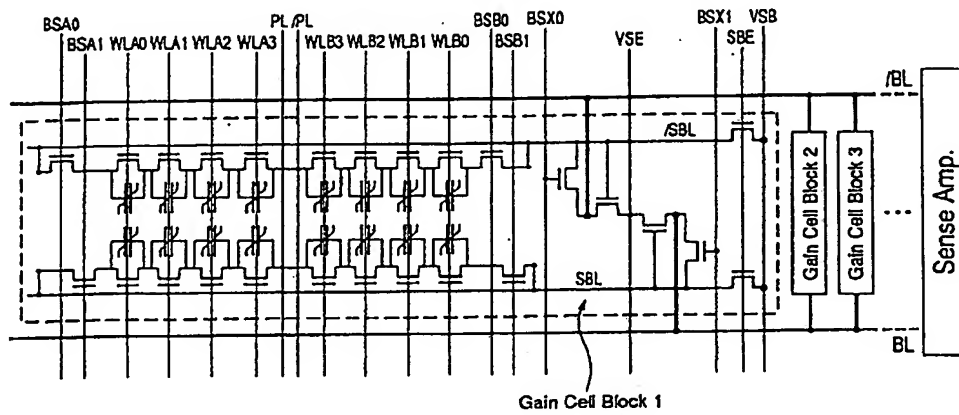 BSA0 PL /PL BSB0 BSX0 BSX1 VSB
BSA1 WLA0 WLA1 WLA2 WLA3 WLB3 WLB2 WLB1 WLB0 BSB1 VSE SBE
/BL
/SBL
Gain Cell Block 2
Gain Cell Block 3
Sense Amp.
SBL
BL
Gain Cell Block 1